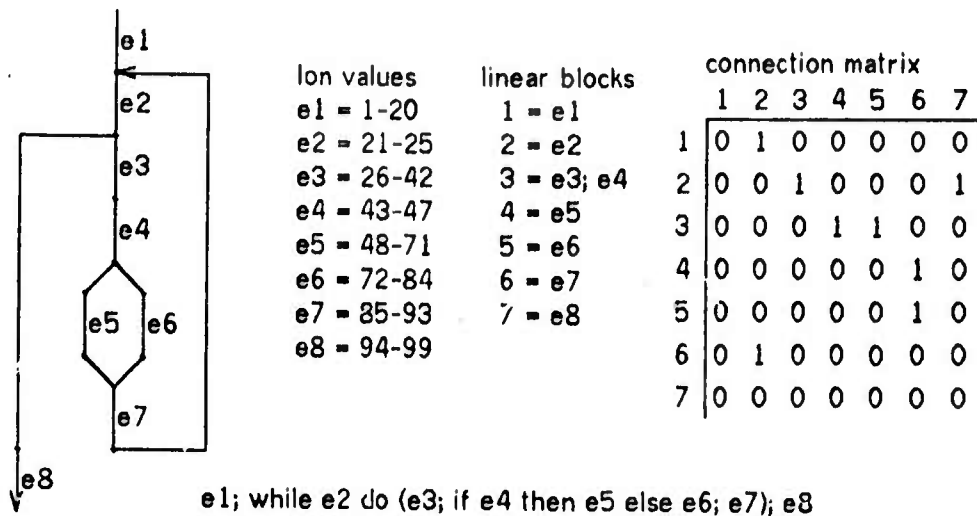 e1
e2
e3
e4
e5 e6
e7
e8
lon values
e1 = 1-20
e2 = 21-25
e3 = 26-42
e4 = 43-47
e5 = 48-71
e6 = 72-84
e7 = 85-93
e8 = 94-99
linear blocks
1 = e1
2 = e2
3 = e3; e4
4 = e5
5 = e6
6 = e7
7 = e8
connection matrix
1 2 3 4 5 6 7
1 0 1 0 0 0 0 0
2 0 0 1 0 0 0 1
3 0 0 0 1 1 0 0
4 0 0 0 0 0 1 0
5 0 0 0 0 0 1 0
6 0 1 0 0 0 0 0
7 0 0 0 0 0 0 0
e1; while e2 do (e3; if e4 then e5 else e6; e7); e8